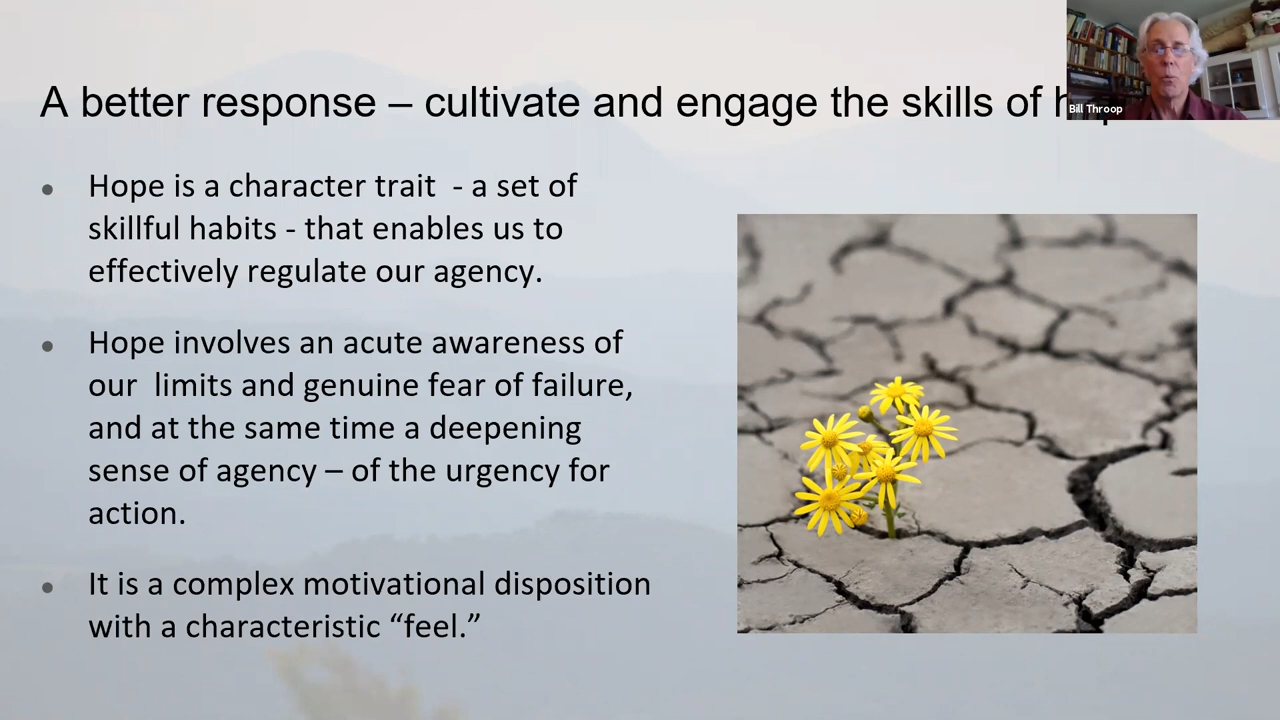 A better response – cultivate and engage the skills of
Bill Throop
● Hope is a character trait  - a set of
skillful habits - that enables us to
effectively regulate our agency.
● Hope involves an acute awareness of
our  limits and genuine fear of failure,
and at the same time a deepening
sense of agency – of the urgency for
action.
● It is a complex motivational disposition
with a characteristic “feel.”